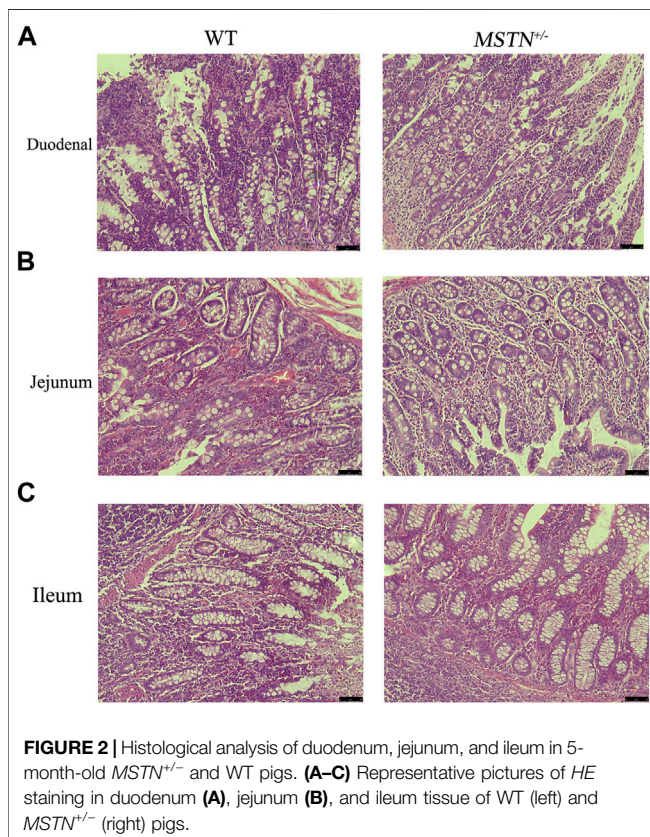 A
WT
MSTN+/-
Duodenal
B
Jejunum
C
Ileum
FIGURE 2 | Histological analysis of duodenum, jejunum, and ileum in 5-
month-old MSTN+/− and WT pigs. (A–C) Representative pictures of HE
staining in duodenum (A), jejunum (B), and ileum tissue of WT (left) and
MSTN+/− (right) pigs.